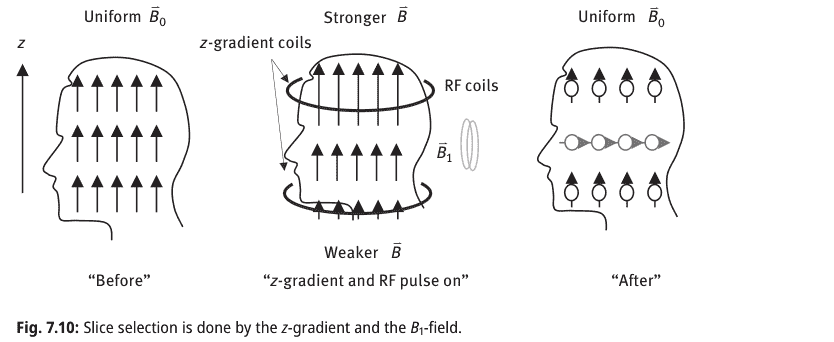 Uniform B⃗₀
z
"Before"
Stronger B⃗
z-gradient coils
RF coils
B⃗₁
Weaker B⃗
"z-gradient and RF pulse on"
Uniform B⃗₀
"After"
Fig. 7.10: Slice selection is done by the z-gradient and the B₁-field.